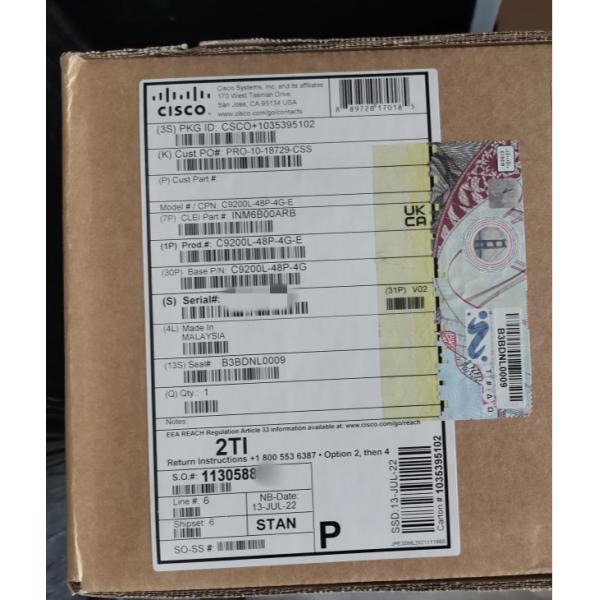 CISCO
Cisco Systems, Inc. and its affiliates
170 West Tasman Drive
San Jose, CA 95134 USA
www.cisco.com/go/contacts
8 89728 17018 5
(3S) PKG ID: CSCO+1035395102
(K) Cust PO#: PRO-10-18729-CSS
(P) Cust Part #:
Model # / CPN: C9200L-48P-4G-E
(7P) CLEI Part #: INM6B00ARB
UK
CA
(1P) Prod.#: C9200L-48P-4G-E
(30P) Base P/N: C9200L-48P-4G
(S) Serial#:
(31P) V02
(4L) Made In
MALAYSIA
(13S) Seal# B3BDNL0009
(Q) Qty.: 1
Notes:
EEA REACH Regulation Article 33 information available at: www.cisco.com/go/reach
2TI
Return Instructions +1 800 553 6387 • Option 2, then 4
S.O.#: 1130588
Line #: 6
NB-Date:
13-JUL-22
Shipset: 6
STAN
SO-SS #:
P
SSD:13-JUL-22
Carton # 1035395102
CISCO
B3BDNL0009